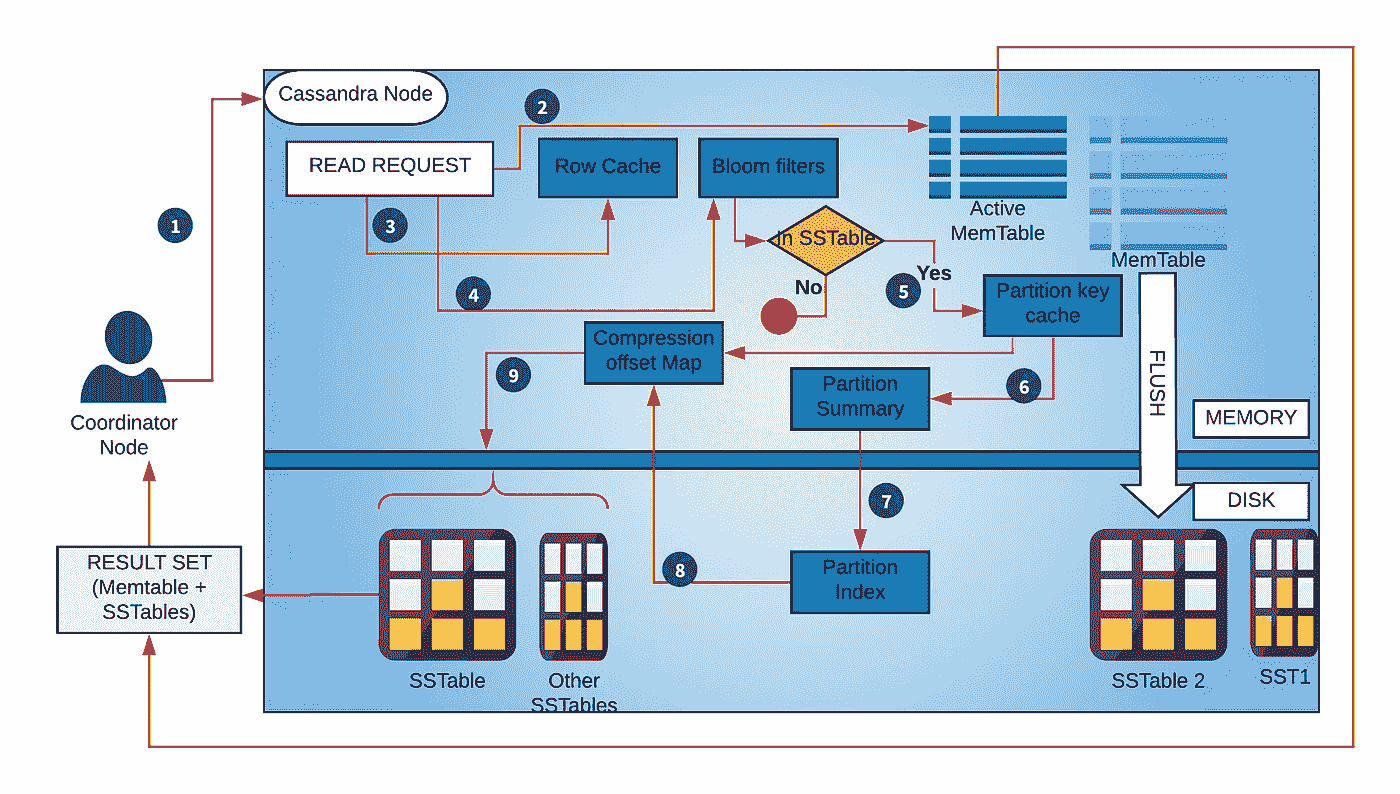 Cassandra Node
1
2
READ REQUEST
Row Cache
Bloom filters
3
4
In SSTable
No
Yes
5
Active
MemTable
MemTable
Partition key
cache
Compression
offset Map
9
Partition
Summary
6
FLUSH
MEMORY
Coordinator
Node
DISK
7
8
Partition
Index
RESULT SET
(Memtable +
SSTables)
SSTable
Other
SSTables
SSTable 2
SST1